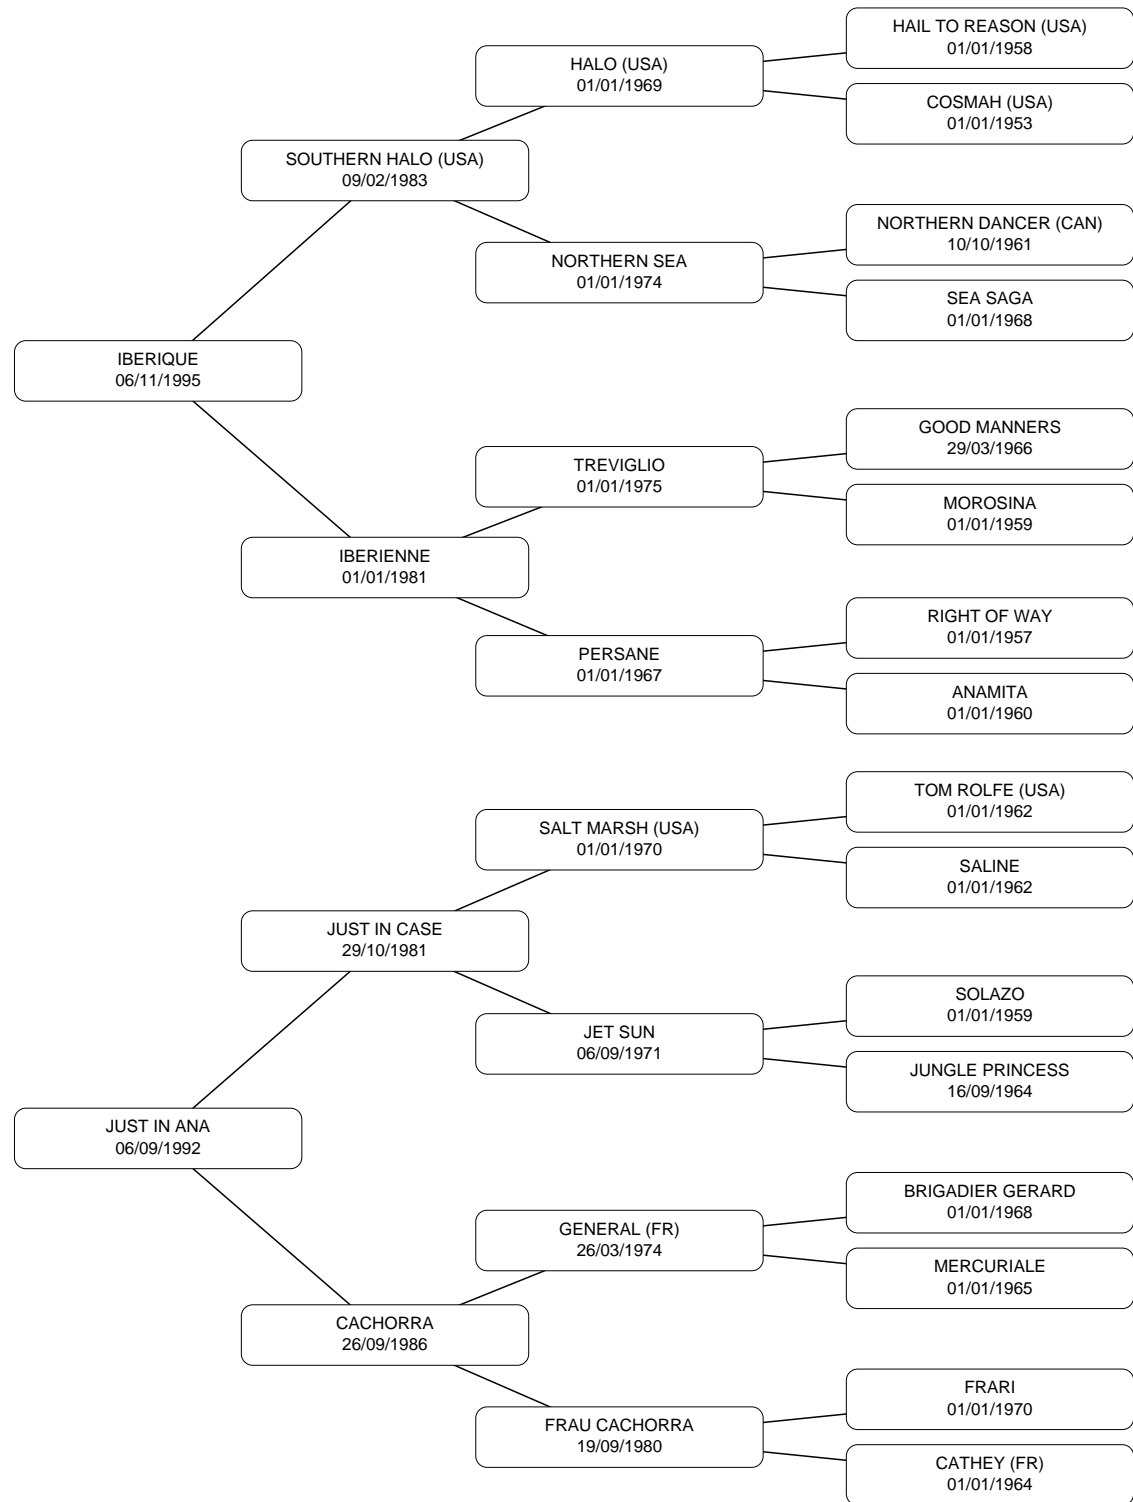 HAIL TO REASON (USA)
01/01/1958
HALO (USA)
01/01/1969
COSMAH (USA)
01/01/1953
SOUTHERN HALO (USA)
09/02/1983
NORTHERN DANCER (CAN)
10/10/1961
NORTHERN SEA
01/01/1974
SEA SAGA
01/01/1968
IBERIQUE
06/11/1995
GOOD MANNERS
29/03/1966
TREVIGLIO
01/01/1975
MOROSINA
01/01/1959
IBERIENNE
01/01/1981
RIGHT OF WAY
01/01/1957
PERSANE
01/01/1967
ANAMITA
01/01/1960
TOM ROLFE (USA)
01/01/1962
SALT MARSH (USA)
01/01/1970
SALINE
01/01/1962
JUST IN CASE
29/10/1981
SOLAZO
01/01/1959
JET SUN
06/09/1971
JUNGLE PRINCESS
16/09/1964
JUST IN ANA
06/09/1992
BRIGADIER GERARD
01/01/1968
GENERAL (FR)
26/03/1974
MERCURIALE
01/01/1965
CACHORRA
26/09/1986
FRARI
01/01/1970
FRAU CACHORRA
19/09/1980
CATHEY (FR)
01/01/1964